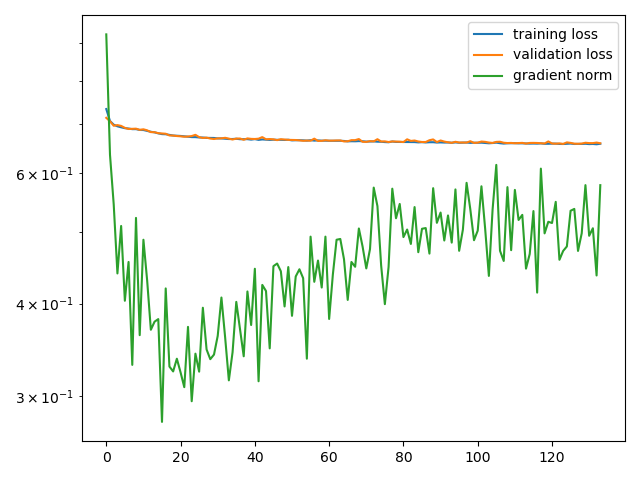 training loss
validation loss
gradient norm
6 × 10⁻¹
4 × 10⁻¹
3 × 10⁻¹
0 20 40 60 80 100 120